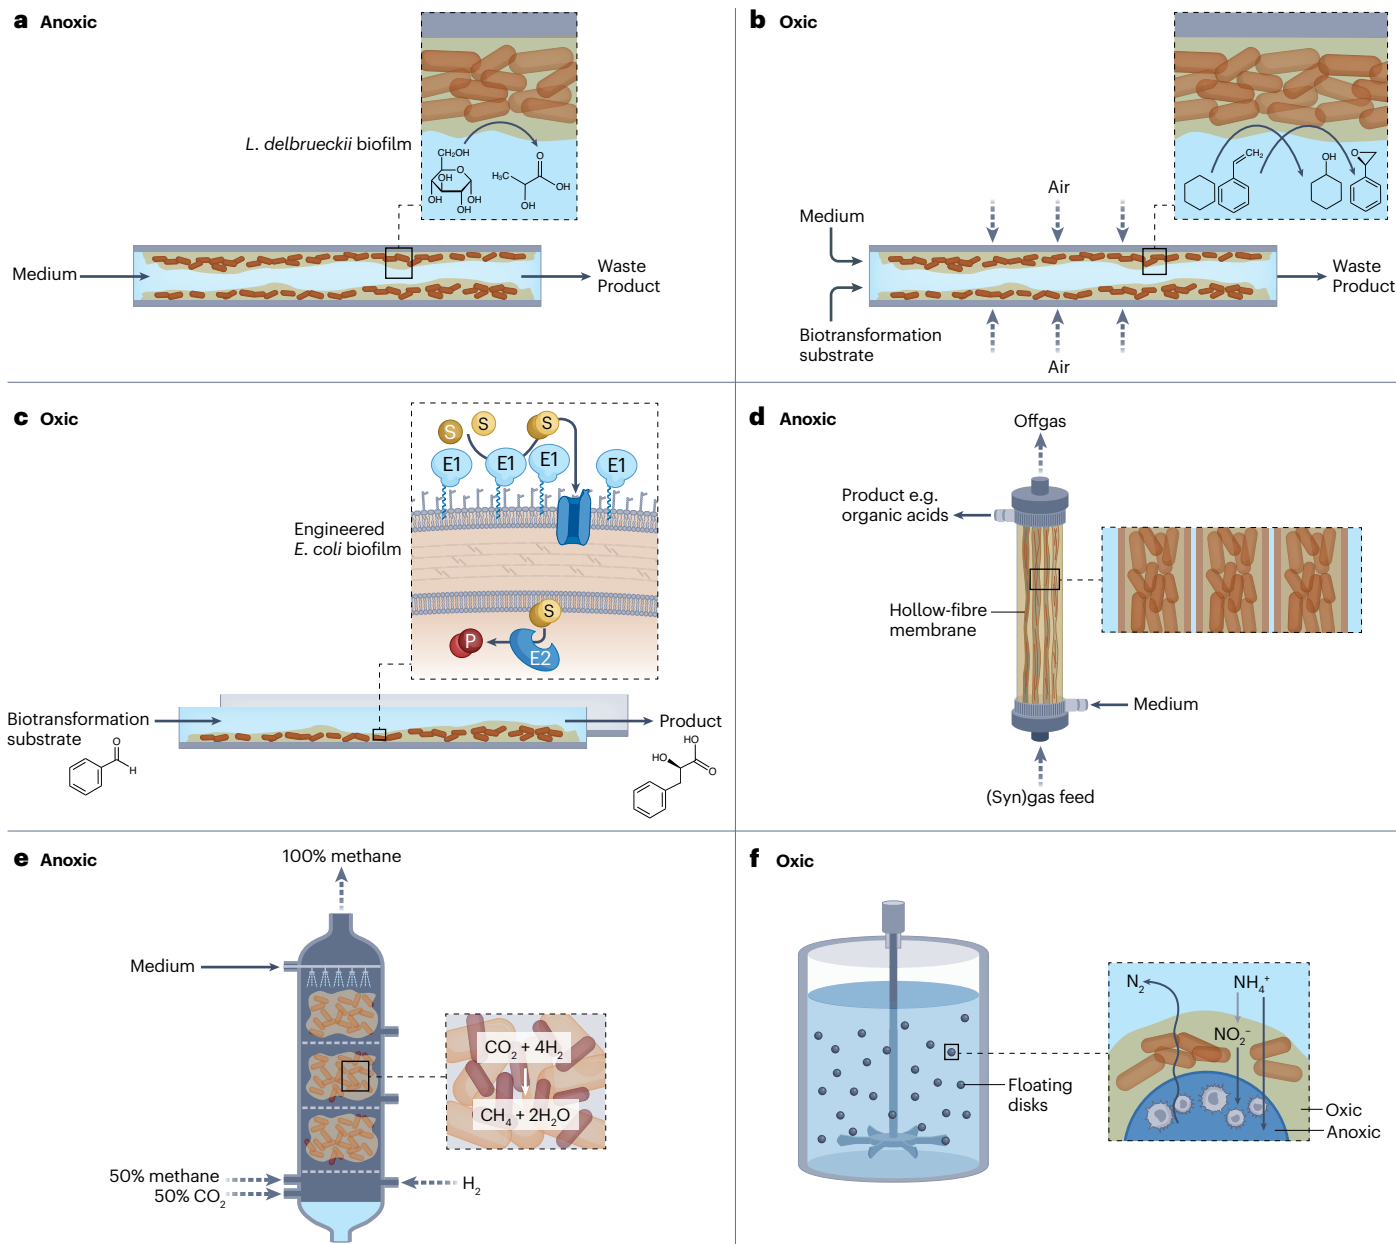 a Anoxic
L. delbrueckii biofilm
CH₂OH
O
OH
OH
OH
OH
H₃C
O
OH
OH
Medium
Waste
Product
b Oxic
CH₂
OH
O
Air
Medium
Biotransformation
substrate
Air
Waste
Product
c Oxic
S
S
S
E1
E1
E1
E1
Engineered
E. coli biofilm
S
P
E2
Biotransformation
substrate
O
H
Product
HO
HO
O
d Anoxic
Offgas
Product e.g.
organic acids
Hollow-fibre
membrane
Medium
(Syn)gas feed
e Anoxic
100% methane
Medium
CO₂ + 4H₂
CH₄ + 2H₂O
50% methane
50% CO₂
H₂
f Oxic
N₂
NH₄⁺
NO₂⁻
Floating
disks
Oxic
Anoxic